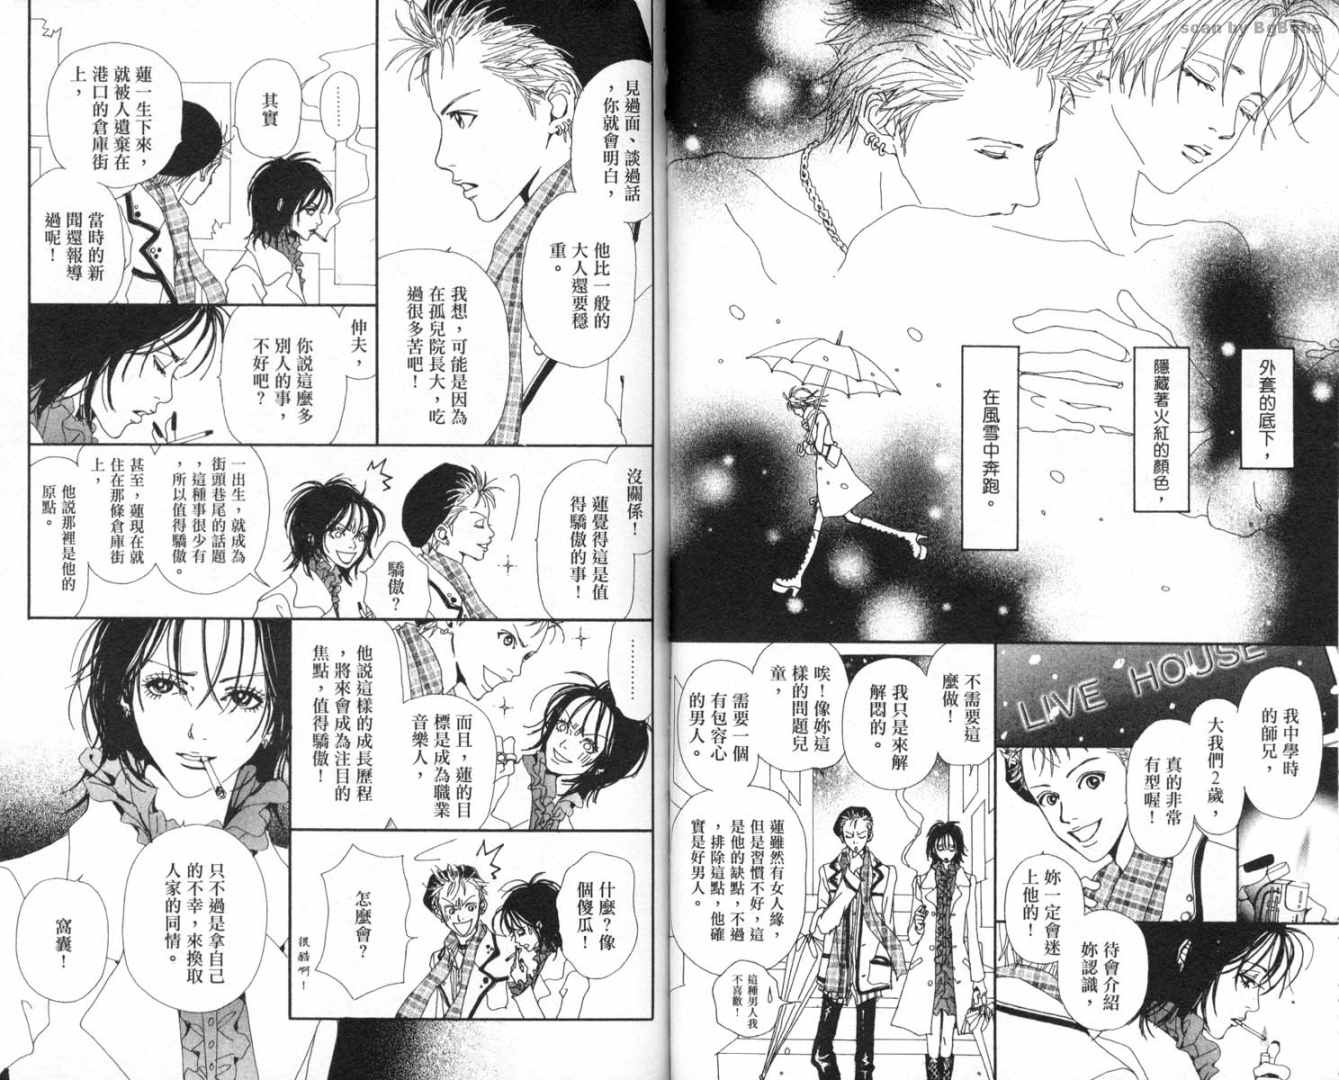 scan by BgBule
外套的底下，
隱藏著火紅的顏色，
在風雪中奔跑。
LIVE HOUSE
我中學時
的師兄，
大我們2歲，
真的非常
有型喔！
妳一定會迷
上他的！
待會介紹
妳認識，
不需要這
麼做！
我只是來解
解悶的。
唉！像妳這
樣的問題兒
童，
需要一個
有包容心
的男人。
蓮雖然有女人緣，
但是習慣不好，這
是他的缺點，不過
，排除這點，他確
實是好男人。
這種男人我
不喜歡！
見過面、談過話
，你就會明白，
他比一般的
大人還要穩
重。
我想，可能是因為
在孤兒院長大，吃
過很多苦吧！
………
其實
蓮一生下來，
就被人遺棄在
港口的倉庫街
上，
當時的新
聞還報導
過呢！
伸夫，
你說這麼多
別人的事，
不好吧？
沒關係！
蓮覺得這是值
得驕傲的事！
驕傲？
一出生，就成為
街頭巷尾的話題
，這種事很少有
，所以值得驕傲。
甚至，蓮現在就
住在那條倉庫街
上，
他說那裡是他的
原點。
………
而且，蓮的目
標是成為職業
音樂人，
他說這樣的成長歷程
，將來會成為注目的
焦點，值得驕傲！
什麼？像
個傻瓜！
怎麼會？
很酷啊！
只不過是拿自己
的不幸，來換取
人家的同情。
窩囊！